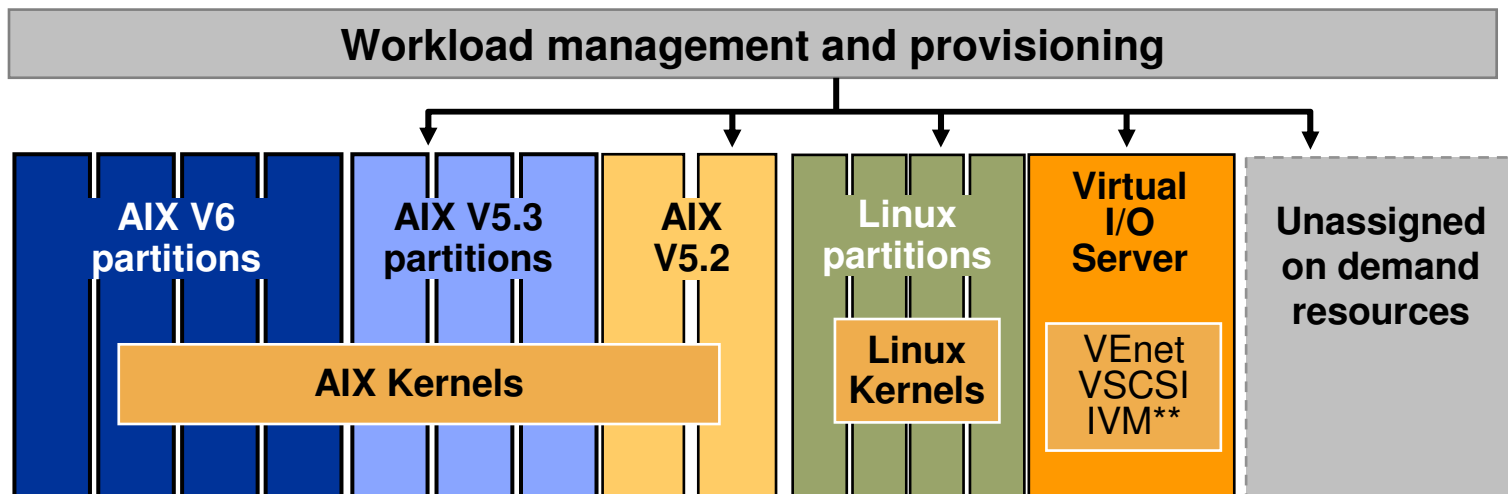 Workload management and provisioning
AIX V6
partitions
AIX V5.3
partitions
AIX
V5.2
Linux
partitions
Virtual
I/O
Server
Unassigned
on demand
resources
AIX Kernels
Linux
Kernels
VEnet
VSCSI
IVM**